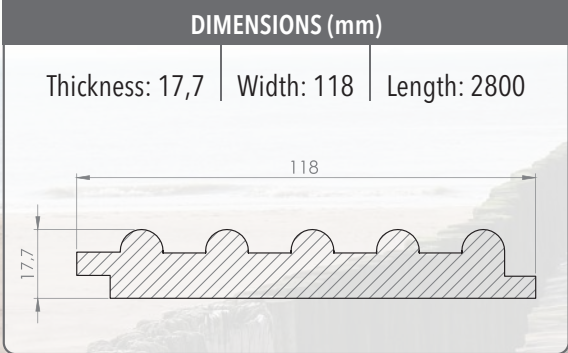 DIMENSIONS (mm)
Thickness: 17,7 | Width: 118 | Length: 2800
118
17,7